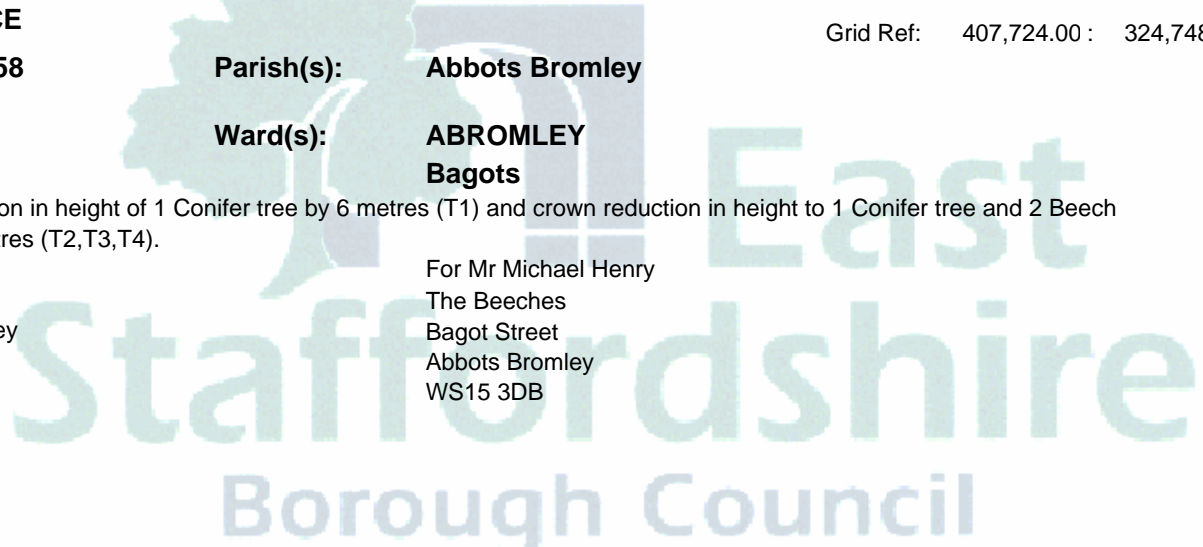 CE
Grid Ref: 407,724.00 : 324,748
58 Parish(s): Abbots Bromley
Ward(s): ABROMLEY
Bagots
on in height of 1 Conifer tree by 6 metres (T1) and crown reduction in height to 1 Conifer tree and 2 Beech
tres (T2,T3,T4).
For Mr Michael Henry
The Beeches
ey Bagot Street
Abbots Bromley
WS15 3DB
East
Staffordshire
Borough Council